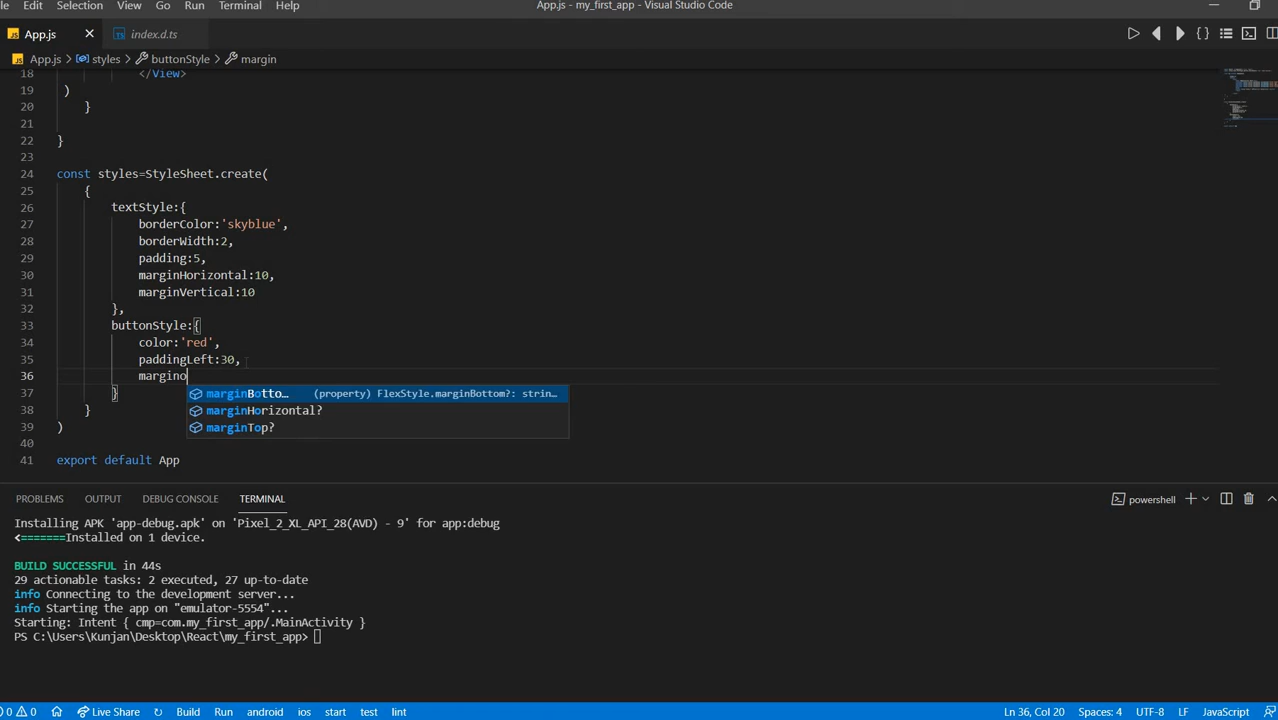 le Edit Selection View Go Run Terminal Help App.js - my_first_app - Visual Studio Code
App.js index.d.ts
App.js > styles > buttonStyle > margin
18 </View>
19 )
20 }
21
22 }
23
24 const styles=StyleSheet.create(
25 {
26 textStyle:{
27 borderColor:'skyblue',
28 borderWidth:2,
29 padding:5,
30 marginHorizontal:10,
31 marginVertical:10
32 },
33 buttonStyle:{
34 color:'red',
35 paddingLeft:30,
36 margino
marginBotto… (property) FlexStyle.marginBottom?: strin…
37 }
marginHorizontal?
38 }
marginTop?
39 )
40
41 export default App
PROBLEMS OUTPUT DEBUG CONSOLE TERMINAL powershell
Installing APK 'app-debug.apk' on 'Pixel_2_XL_API_28(AVD) - 9' for app:debug
<=======Installed on 1 device.
BUILD SUCCESSFUL in 44s
29 actionable tasks: 2 executed, 27 up-to-date
info Connecting to the development server...
info Starting the app on "emulator-5554"...
Starting: Intent { cmp=com.my_first_app/.MainActivity }
PS C:\Users\Kunjan\Desktop\React\my_first_app>
0 0 Live Share Build Run android ios start test lint Ln 36, Col 20 Spaces: 4 UTF-8 LF JavaScript